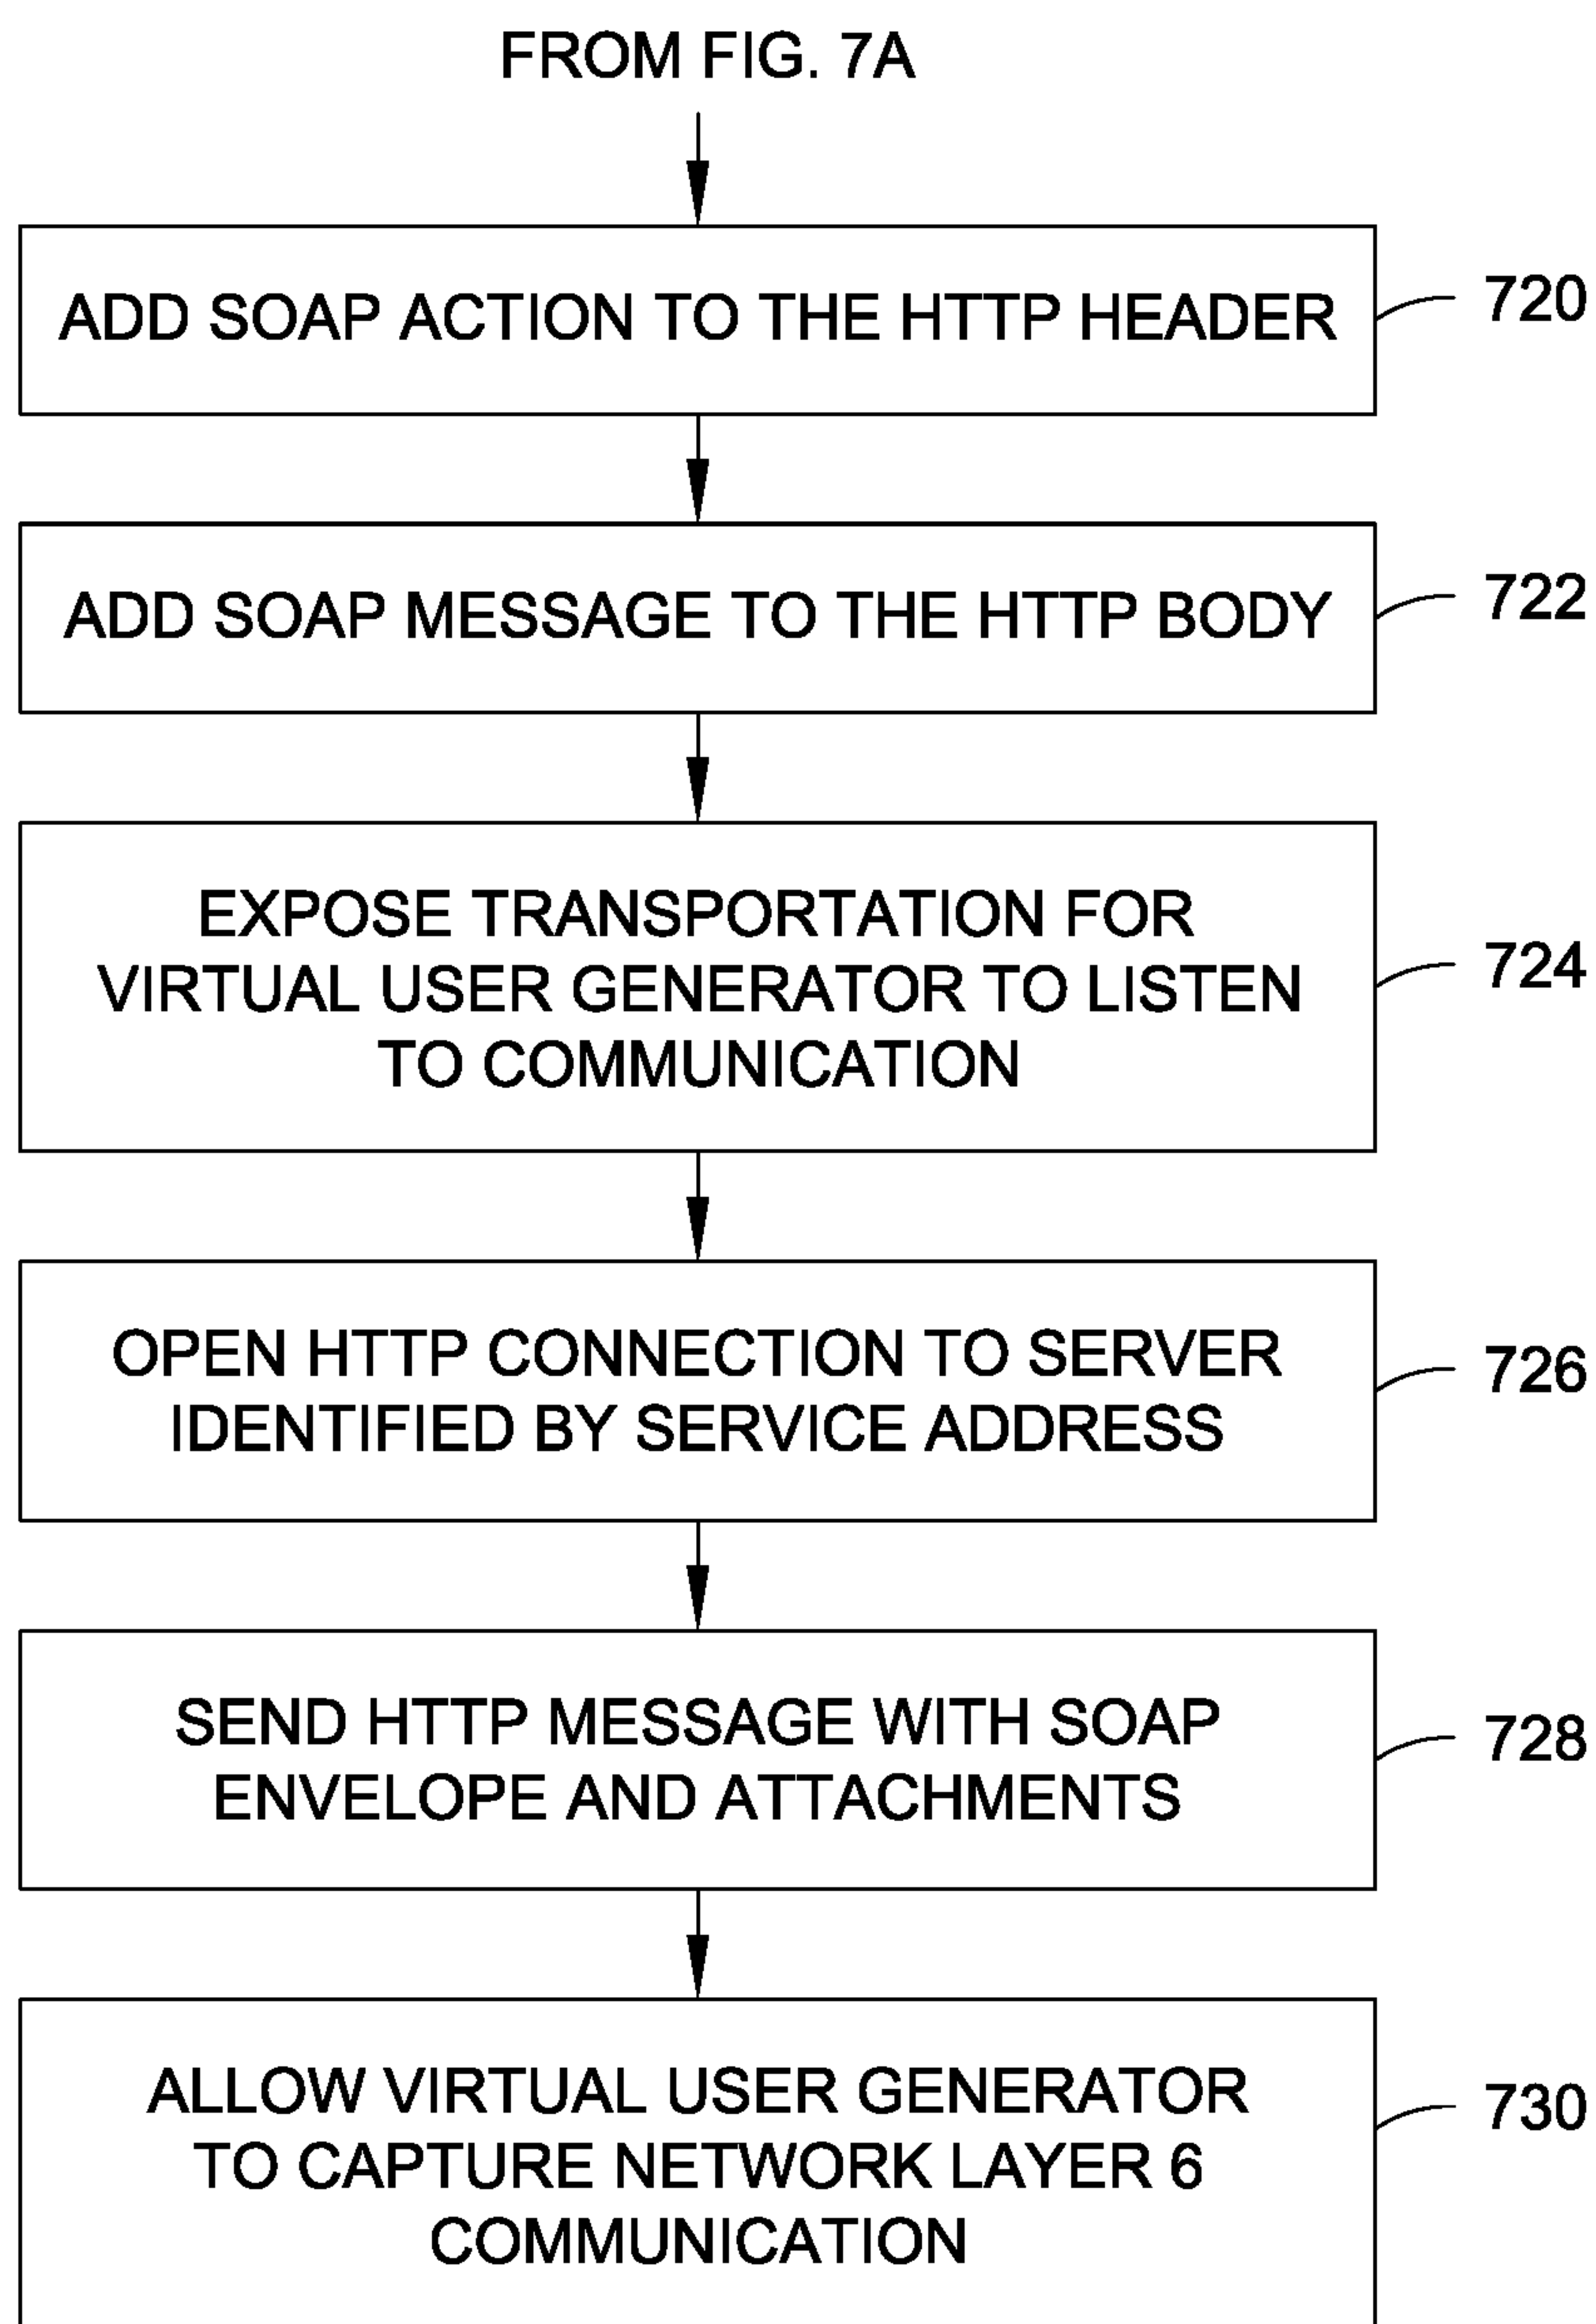 FROM FIG. 7A
ADD SOAP ACTION TO THE HTTP HEADER
720
ADD SOAP MESSAGE TO THE HTTP BODY
722
EXPOSE TRANSPORTATION FOR
VIRTUAL USER GENERATOR TO LISTEN
TO COMMUNICATION
724
OPEN HTTP CONNECTION TO SERVER
IDENTIFIED BY SERVICE ADDRESS
726
SEND HTTP MESSAGE WITH SOAP
ENVELOPE AND ATTACHMENTS
728
ALLOW VIRTUAL USER GENERATOR
TO CAPTURE NETWORK LAYER 6
COMMUNICATION
730